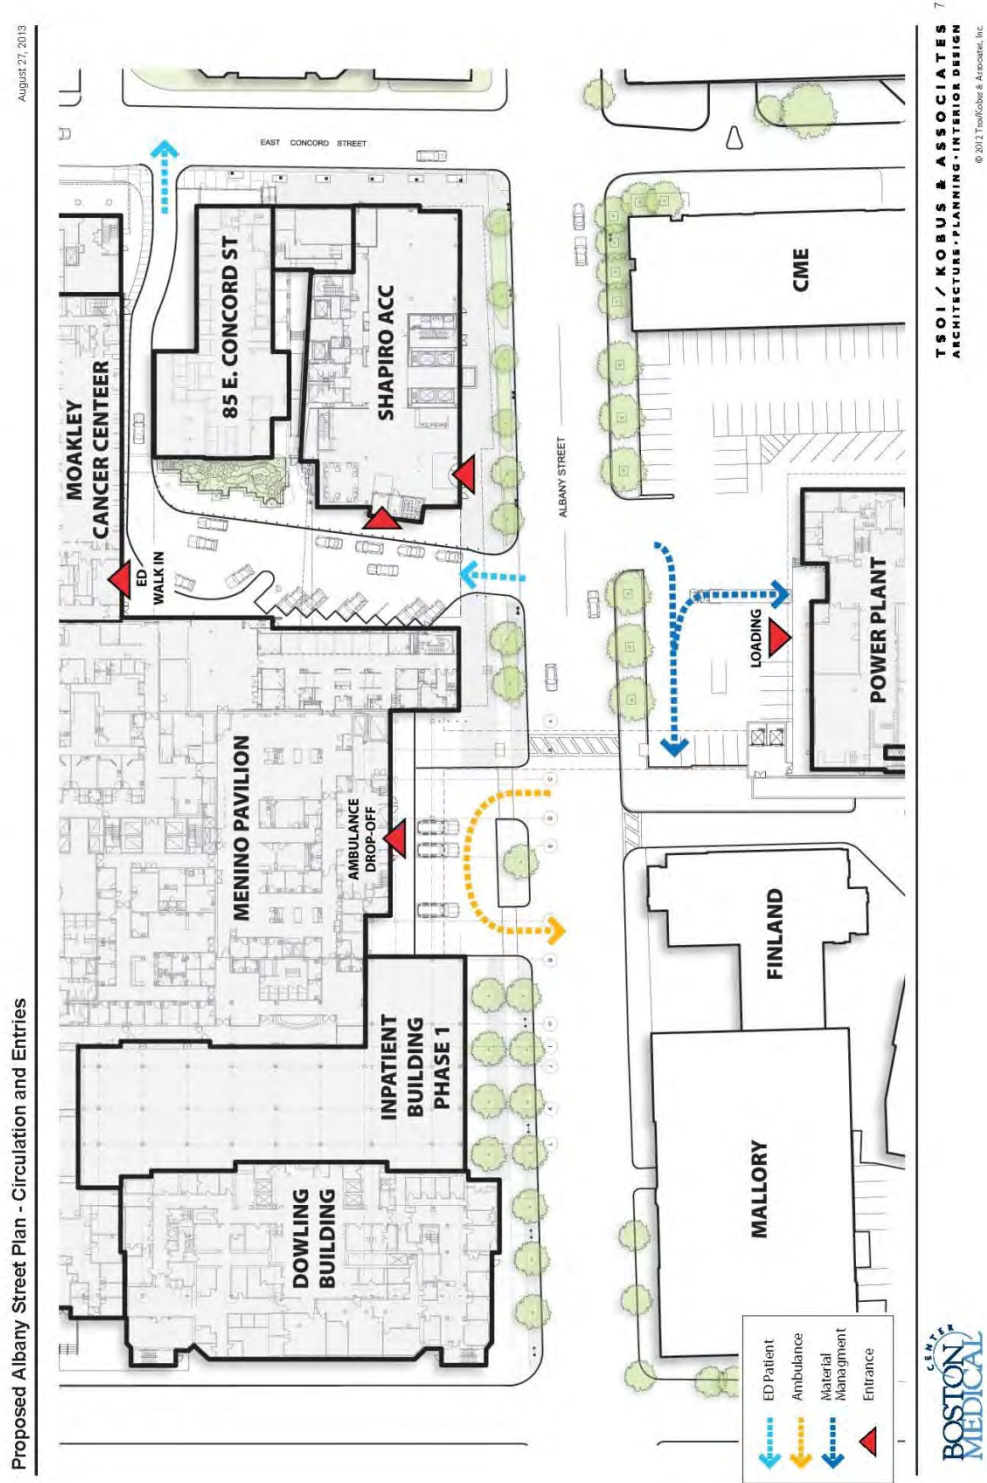 Proposed Albany Street Plan - Circulation and Entries
August 27, 2013
MOAKLEY
CANCER CENTEER
85 E. CONCORD ST
EAST CONCORD STREET
SHAPIRO ACC
ED
WALK IN
MENINO PAVILION
AMBULANCE
DROP-OFF
INPATIENT
BUILDING
PHASE 1
DOWLING
BUILDING
ALBANY STREET
CME
LOADING
POWER PLANT
FINLAND
MALLORY
ED Patient
Ambulance
Material
Managment
Entrance
BOSTON
MEDICAL
CENTER
TSOI / KOBUS & ASSOCIATES
ARCHITECTURE · PLANNING · INTERIOR DESIGN
© 2012 Tsoi/Kobus & Associates, Inc.
7